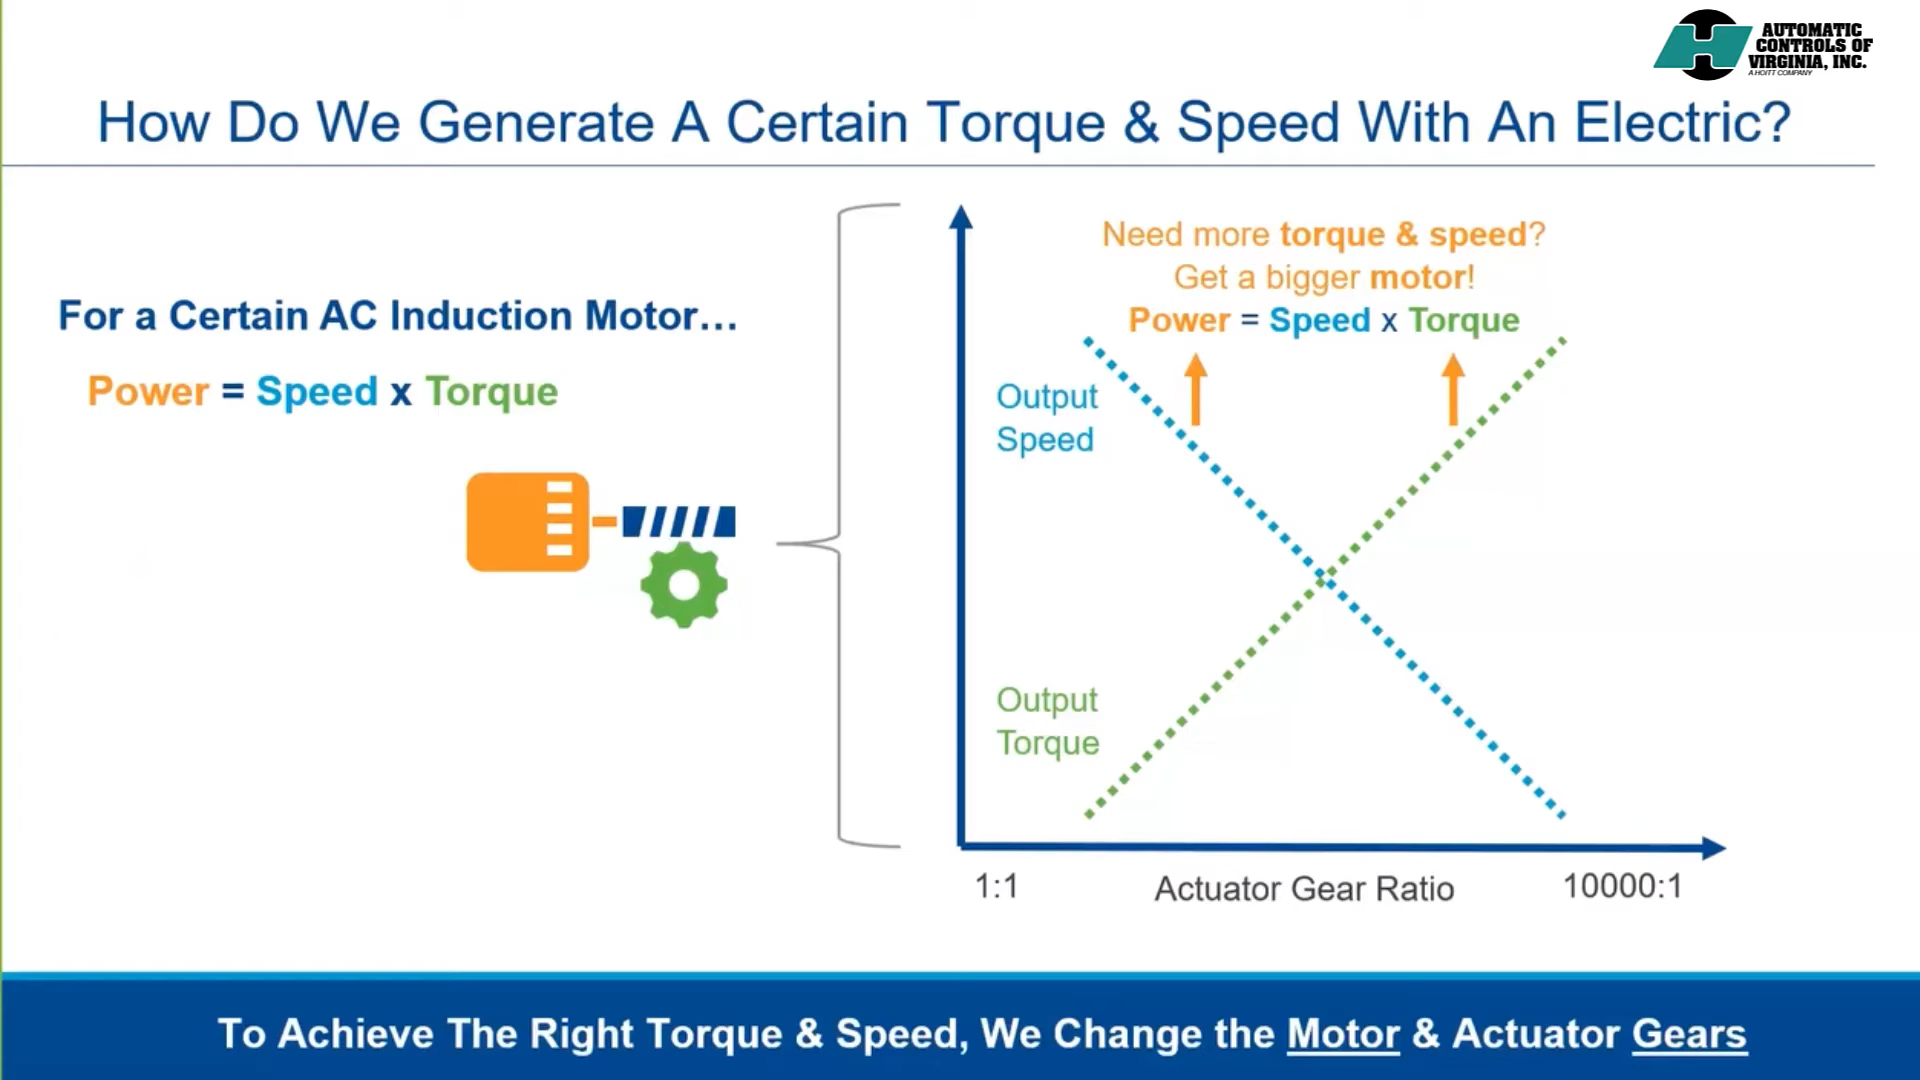 AUTOMATIC
CONTROLS OF
VIRGINIA, INC.
A HOITT COMPANY
How Do We Generate A Certain Torque & Speed With An Electric?
For a Certain AC Induction Motor...
Power = Speed x Torque
Need more torque & speed?
Get a bigger motor!
Power = Speed x Torque
Output
Speed
Output
Torque
1:1
Actuator Gear Ratio
10000:1
To Achieve The Right Torque & Speed, We Change the Motor & Actuator Gears